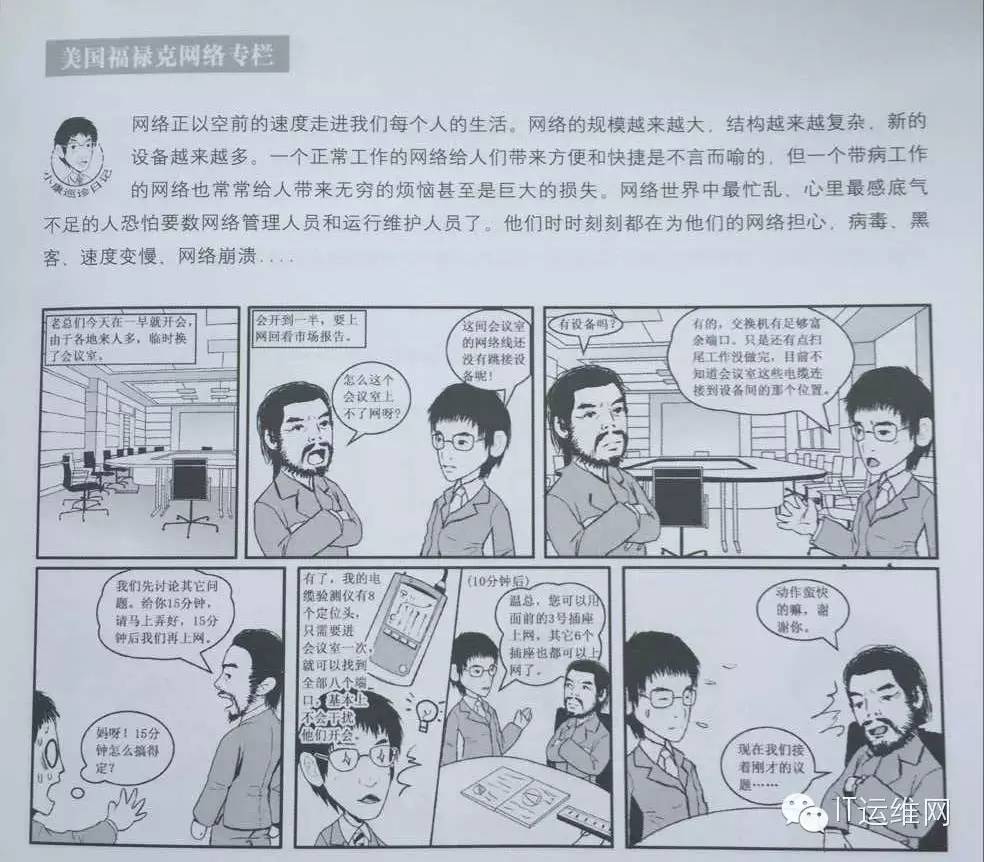 美国福禄克网络专栏
网络正以空前的速度走进我们每个人的生活。网络的规模越来越大，结构越来越复杂，新的
设备越来越多。一个正常工作的网络给人们带来方便和快捷是不言而喻的，但一个带病工作
的网络也常常给人带来无穷的烦恼甚至是巨大的损失。网络世界中最忙乱、心里最感底气
不足的人恐怕要数网络管理人员和运行维护人员了。他们时时刻刻都在为他们的网络担心，病毒、黑
客、速度变慢、网络崩溃....
小康巡诊日记
老总们今天在一早就开会，
由于各地来人多，临时换
了会议室。
会开到一半，要上
网回看市场报告。
怎么这个
会议室上
不了网呀?
这间会议室
的网络线还
没有跳接设
备呢!
有设备吗?
有的，交换机有足够富
余端口。只是还有点扫
尾工作没做完，目前不
知道会议室这些电缆连
接到设备间的那个位置。
我们先讨论其它问
题。给你15分钟，
请马上弄好，15分
钟后我们再上网。
妈呀! 15分
钟怎么搞得
定?
有了，我的电
缆验测仪有8
个定位头，
只需要进
会议室一次，
就可以找到
全部八个端
口，基本上
不会干扰
他们开会。
(10分钟后)
温总，您可以用
面前的3号插座
上网，其它6个
插座也都可以上
网了。
动作蛮快
的嘛，谢
谢你。
现在我们接
着刚才的议
题……
IT运维网